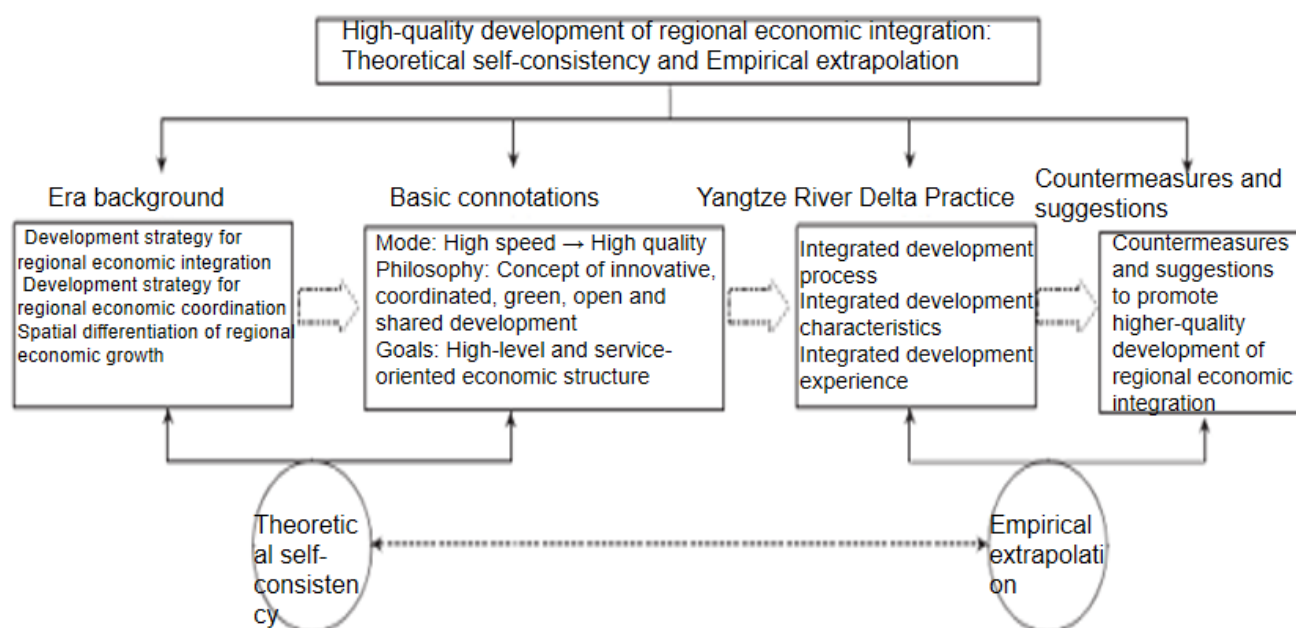 High-quality development of regional economic integration:
Theoretical self-consistency and Empirical extrapolation
Era background
Development strategy for
regional economic integration
Development strategy for
regional economic coordination
Spatial differentiation of regional
economic growth
Basic connotations
Mode: High speed → High quality
Philosophy: Concept of innovative,
coordinated, green, open and
shared development
Goals: High-level and service-
oriented economic structure
Yangtze River Delta Practice
Integrated development
process
Integrated development
characteristics
Integrated development
experience
Countermeasures and
suggestions
Countermeasures
and suggestions
to promote
higher-quality
development of
regional economic
integration
Theoretic
al self-
consisten
cy
Empirical
extrapolati
on